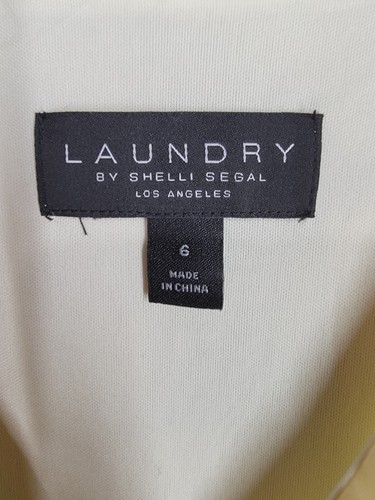 LAUNDRY
BY SHELLI SEGAL
LOS ANGELES
6
MADE
IN CHINA